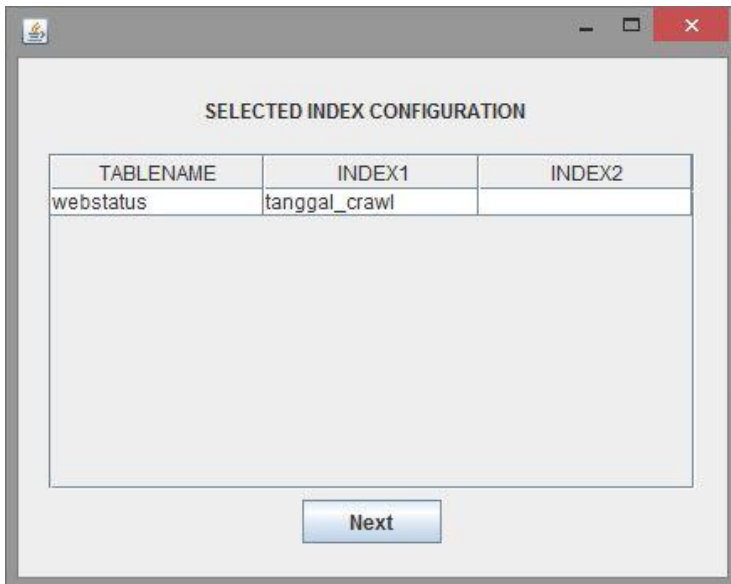 SELECTED INDEX CONFIGURATION
TABLENAME INDEX1 INDEX2
webstatus tanggal_crawl
Next